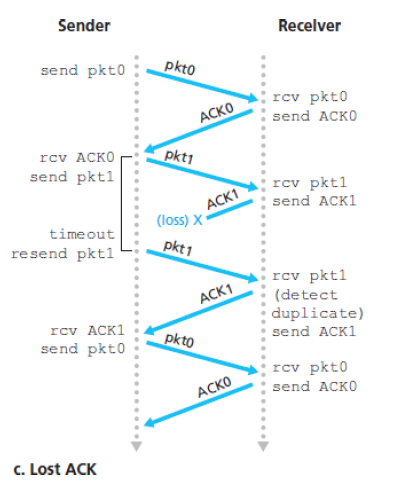 Sender
Receiver
send pkt0
pkt0
rcv pkt0
send ACK0
ACK0
rcv ACK0
send pkt1
pkt1
rcv pkt1
send ACK1
ACK1
(loss) X
timeout
resend pkt1
pkt1
rcv pkt1
(detect
duplicate)
send ACK1
ACK1
rcv ACK1
send pkt0
pkt0
rcv pkt0
send ACK0
ACK0
c. Lost ACK